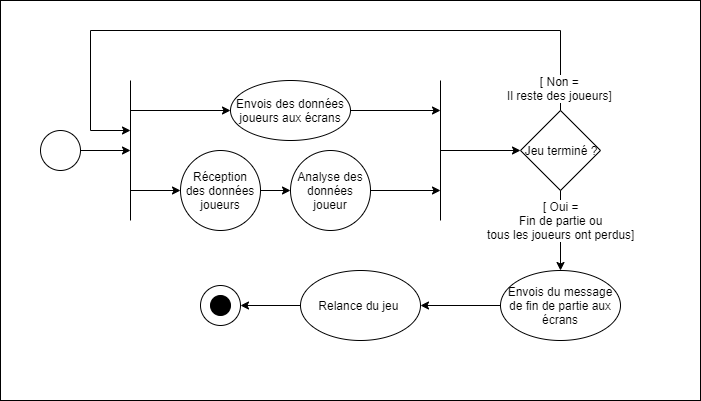 [ Non =
Il reste des joueurs]
Envois des données
joueurs aux écrans
Jeu terminé ?
Réception
des données
joueurs
Analyse des
données
joueur
[ Oui =
Fin de partie ou
tous les joueurs ont perdus]
Envois du message
de fin de partie aux
écrans
Relance du jeu